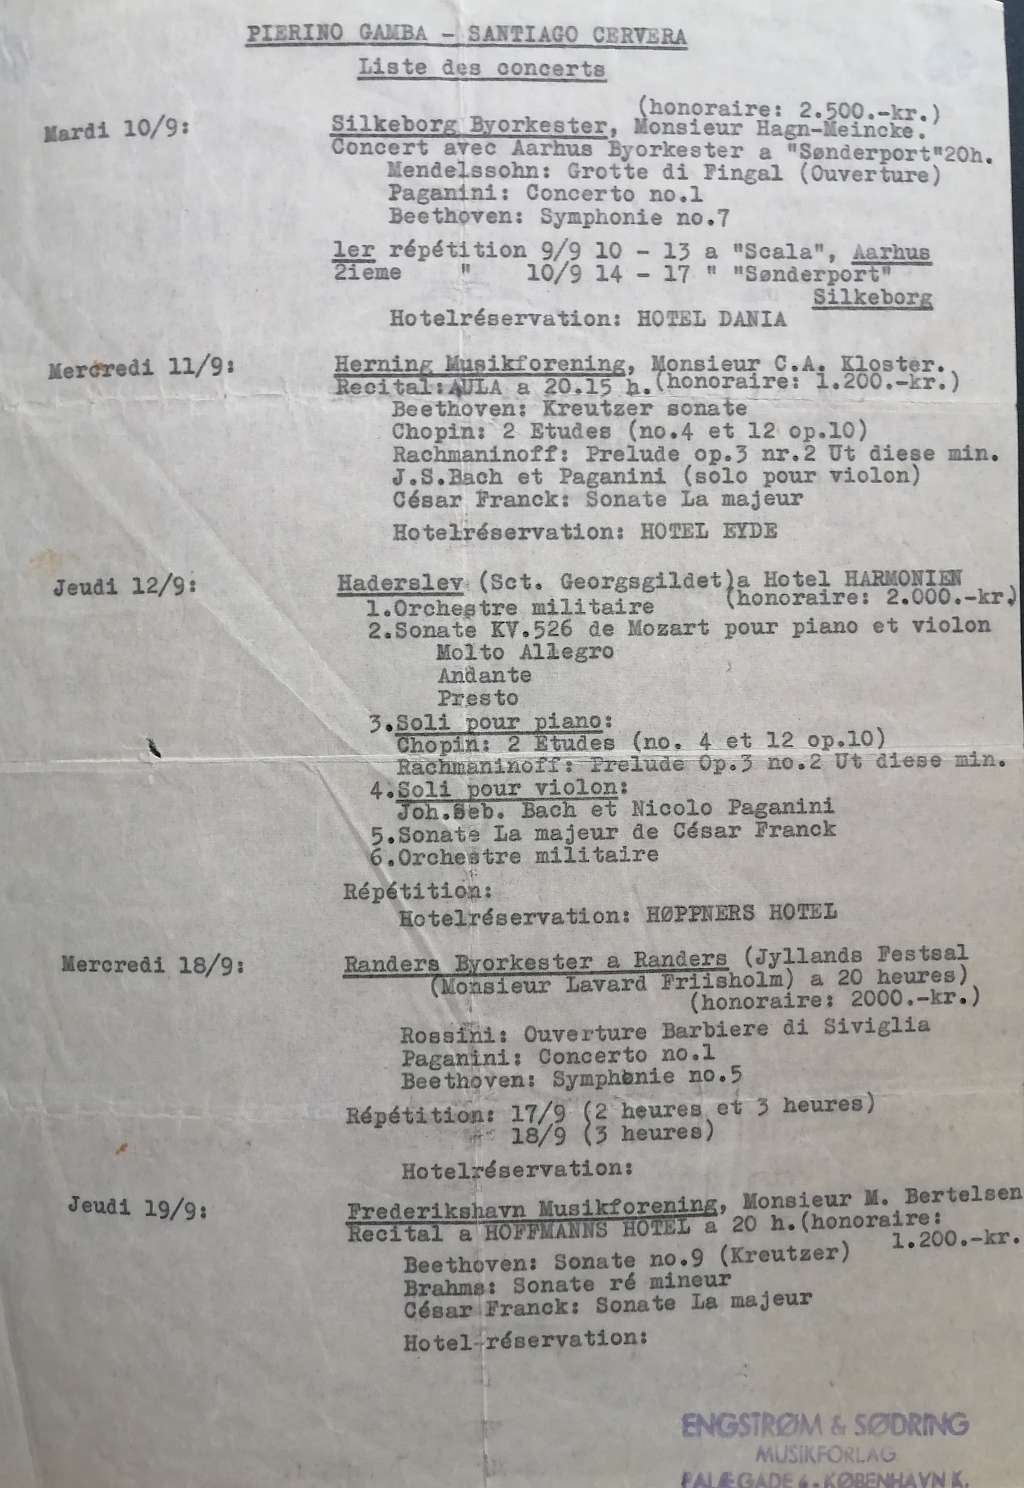 PIERINO GAMBA - SANTIAGO CERVERA
Liste des concerts
(honoraire: 2.500.-kr.)
Mardi 10/9: Silkeborg Byorkester, Monsieur Hagn-Meincke.
Concert avec Aarhus Byorkester a "Sønderport"20h.
Mendelssohn: Grotte di Fingal (Ouverture)
Paganini: Concerto no.1
Beethoven: Symphonie no.7
1er répétition 9/9 10 - 13 a "Scala", Aarhus
2ieme " 10/9 14 - 17 " "Sønderport"
Silkeborg
Hotelréservation: HOTEL DANIA
Mercredi 11/9: Herning Musikforening, Monsieur C.A. Kloster.
Recital:AULA a 20.15 h.(honoraire: 1.200.-kr.)
Beethoven: Kreutzer sonate
Chopin: 2 Etudes (no.4 et 12 op.10)
Rachmaninoff: Prelude op.3 nr.2 Ut diese min.
J.S.Bach et Paganini (solo pour violon)
César Franck: Sonate La majeur
Hotelréservation: HOTEL EYDE
Jeudi 12/9: Haderslev (Sct. Georgsgildet)a Hotel HARMONIEN
1.Orchestre militaire (honoraire: 2.000.-kr.)
2.Sonate KV.526 de Mozart pour piano et violon
Molto Allegro
Andante
Presto
3.Soli pour piano:
Chopin: 2 Etudes (no. 4 et 12 op.10)
Rachmaninoff: Prelude Op.3 no.2 Ut diese min.
4.Soli pour violon:
Joh.Seb. Bach et Nicolo Paganini
5.Sonate La majeur de César Franck
6.Orchestre militaire
Répétition:
Hotelréservation: HØPPNERS HOTEL
Mercredi 18/9: Randers Byorkester a Randers (Jyllands Festsal
(Monsieur Lavard Friisholm) a 20 heures)
(honoraire: 2000.-kr.)
Rossini: Ouverture Barbiere di Siviglia
Paganini: Concerto no.1
Beethoven: Symphonie no.5
Répétition: 17/9 (2 heures et 3 heures)
18/9 (3 heures)
Hotelréservation:
Jeudi 19/9: Frederikshavn Musikforening, Monsieur M. Bertelsen
Recital a HOFFMANNS HOTEL a 20 h.(honoraire:
1.200.-kr.
Beethoven: Sonate no.9 (Kreutzer)
Brahms: Sonate ré mineur
César Franck: Sonate La majeur
Hotel-réservation:
ENGSTRØM & SØDRING
MUSIKFORLAG
PALÆGADE 6 - KØBENHAVN K.